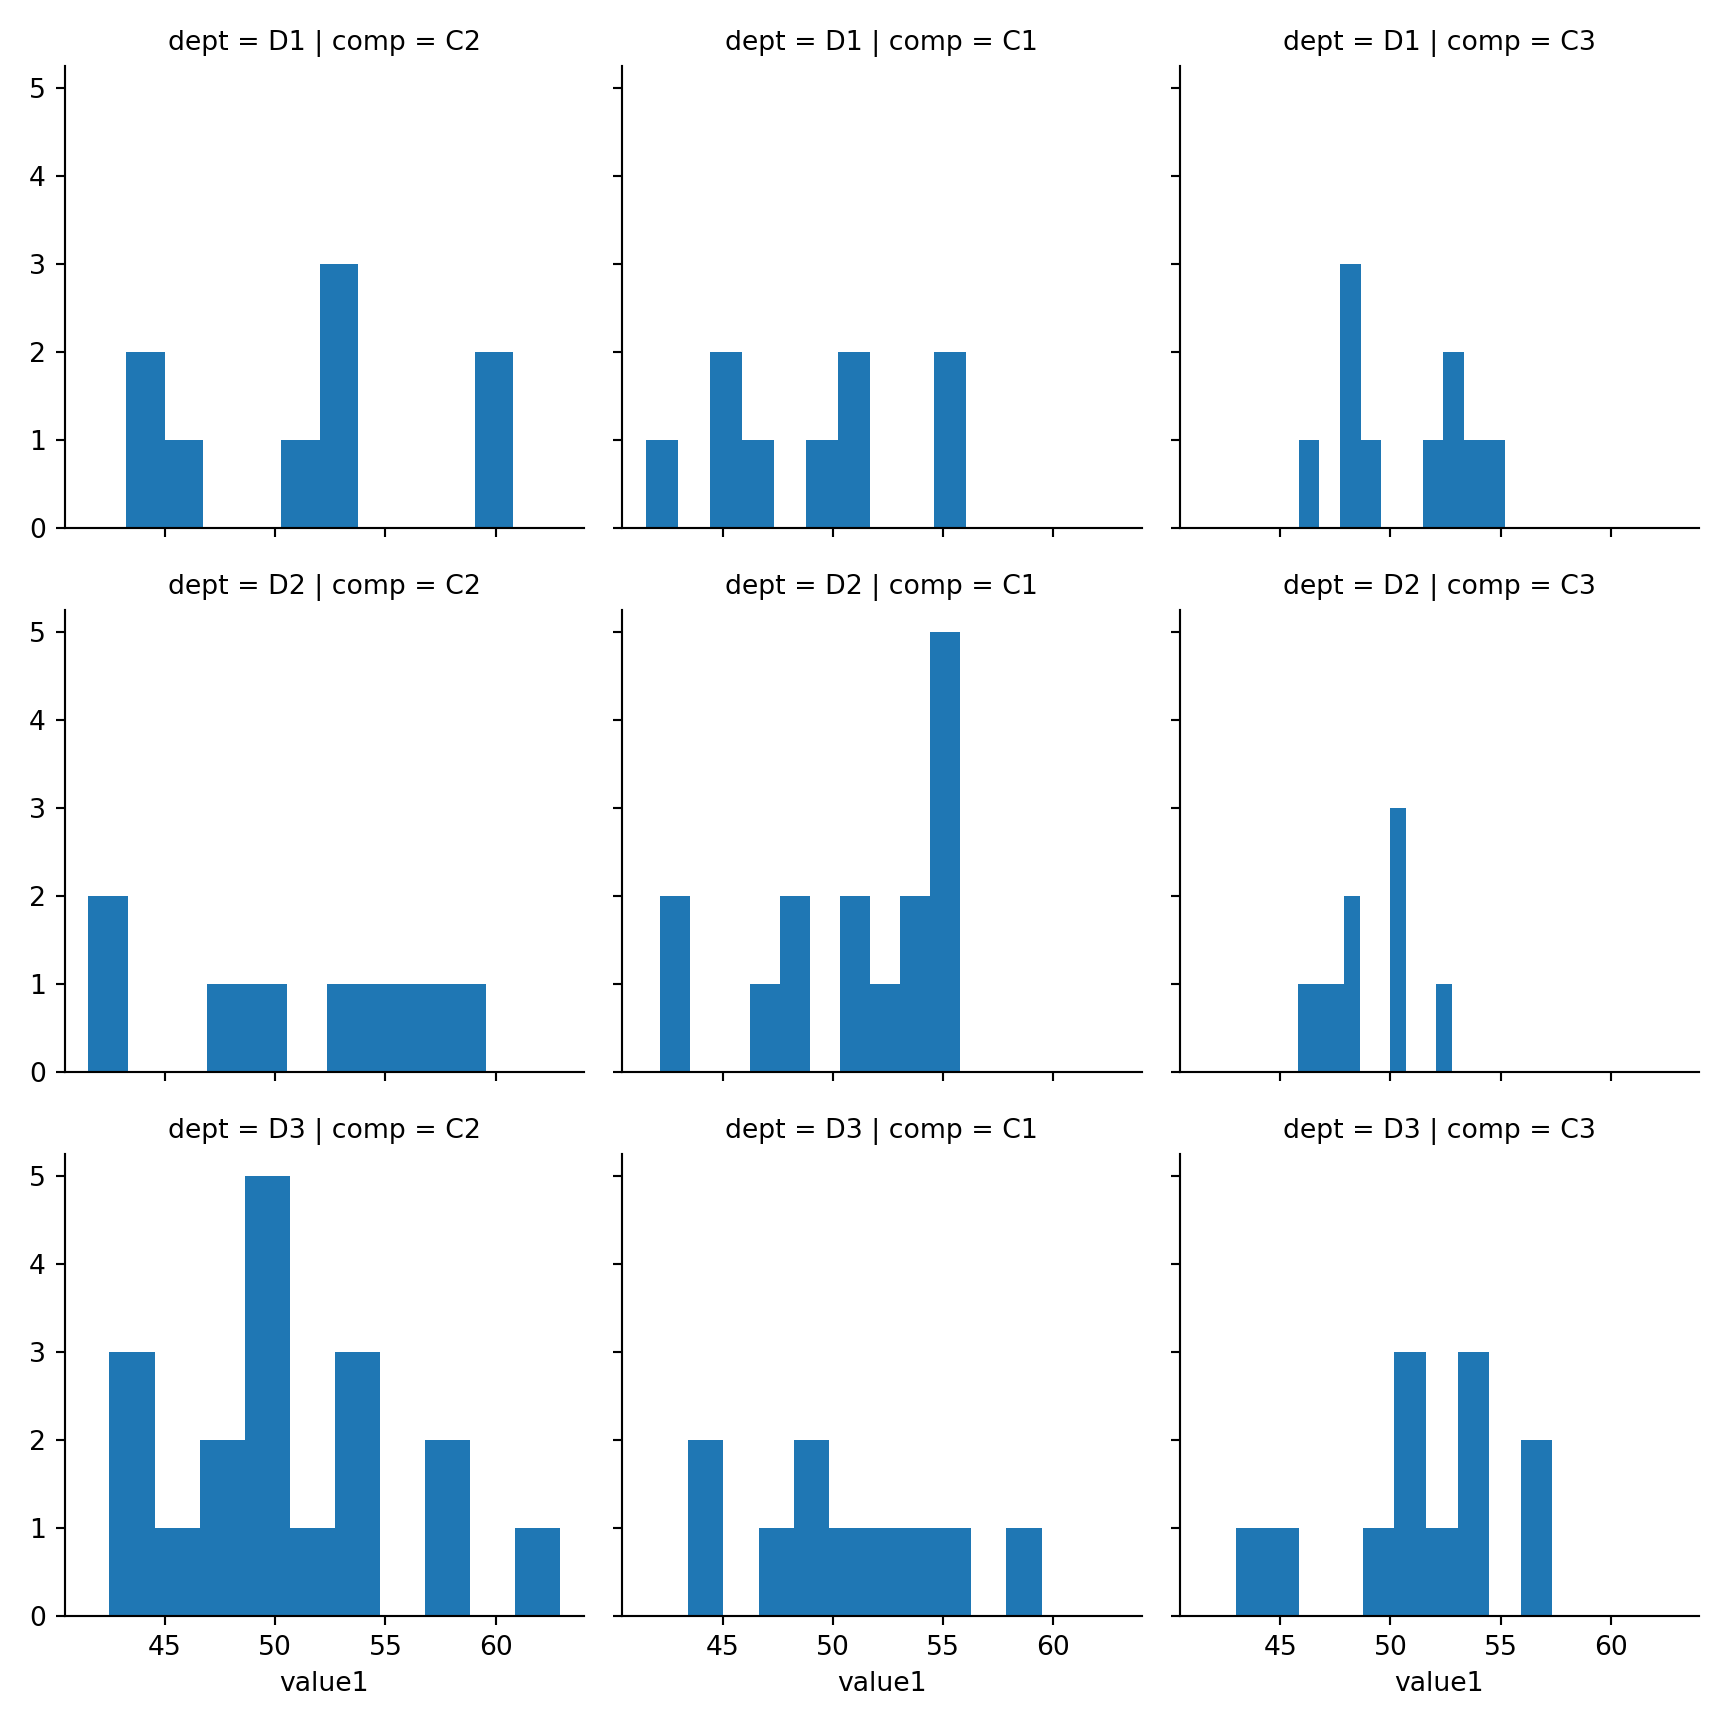 dept = D1 | comp = C2
dept = D1 | comp = C1
dept = D1 | comp = C3
5
4
3
2
1
0
dept = D2 | comp = C2
dept = D2 | comp = C1
dept = D2 | comp = C3
5
4
3
2
1
0
dept = D3 | comp = C2
dept = D3 | comp = C1
dept = D3 | comp = C3
5
4
3
2
1
0
45 50 55 60
45 50 55 60
45 50 55 60
value1
value1
value1